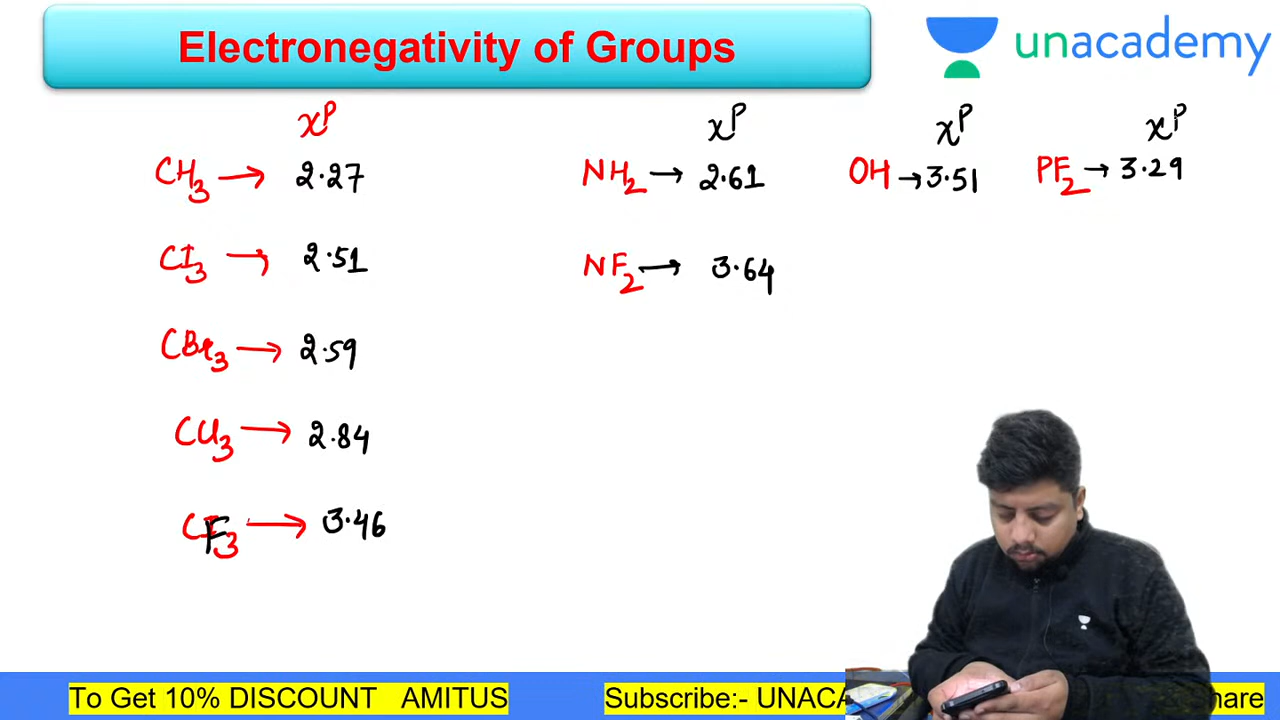 Electronegativity of Groups
unacademy
χᴾ
CH₃ → 2.27
CI₃ → 2.51
CBr₃ → 2.59
CCl₃ → 2.84
CF₃ → 3.46
χᴾ
NH₂ → 2.61
NF₂ → 3.64
χᴾ
OH → 3.51
χᴾ
PF₂ → 3.29
To Get 10% DISCOUNT AMITUS
Subscribe:- UNACA